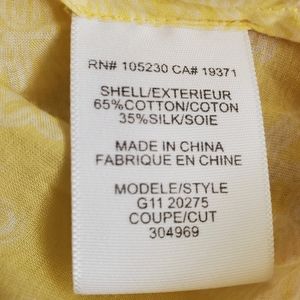 RN# 105230 CA# 19371
SHELL/EXTERIEUR
65%COTTON/COTON
35%SILK/SOIE
MADE IN CHINA
FABRIQUE EN CHINE
MODELE/STYLE
G11 20275
COUPE/CUT
304969